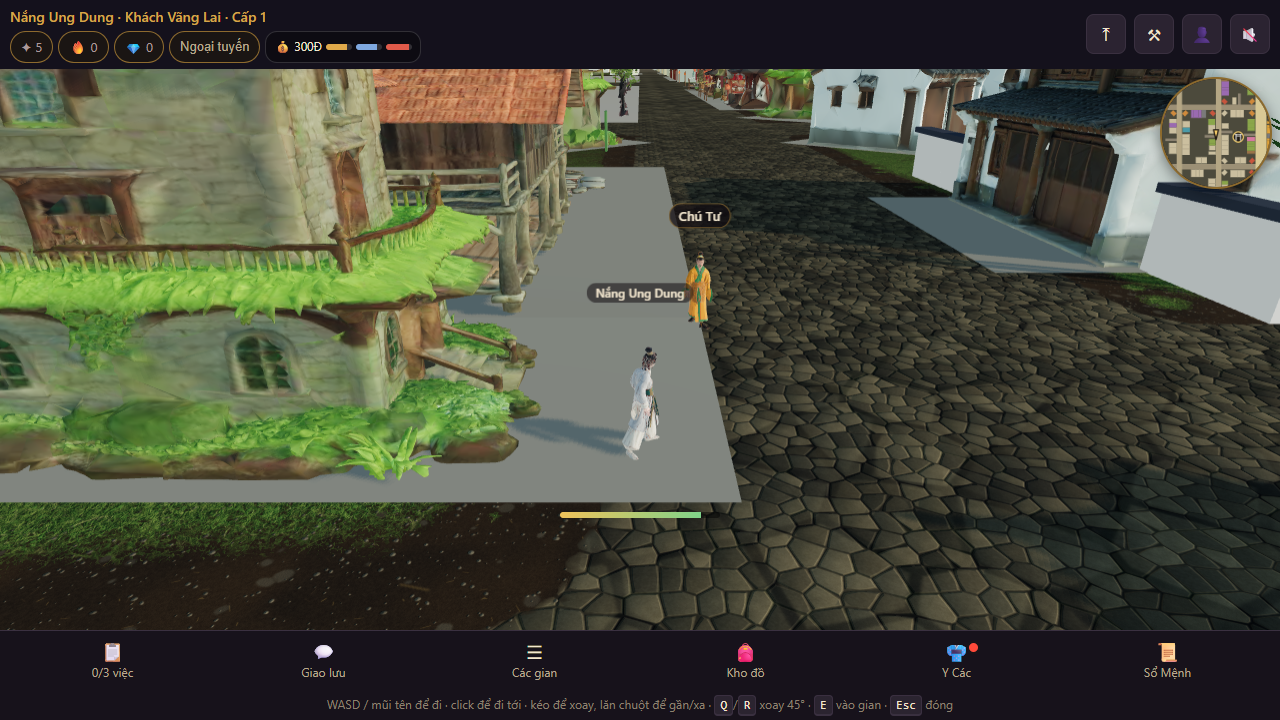 Nắng Ung Dung · Khách Vãng Lai · Cấp 1
5
0
0
Ngoại tuyến
300Đ
Chú Tư
Nắng Ung Dung
0/3 việc
Giao lưu
Các gian
Kho đồ
Y Các
Sổ Mệnh
WASD / mũi tên để đi · click để đi tới · kéo để xoay, lăn chuột để gần/xa · Q / R xoay 45° · E vào gian · Esc đóng